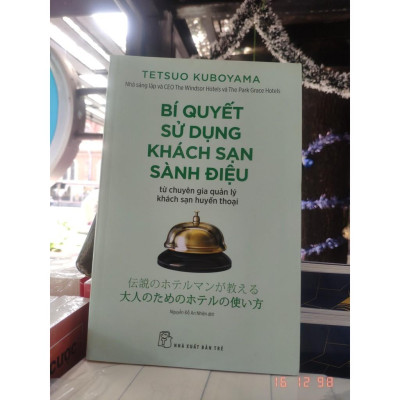 TETSUO KUBOYAMA
Nhà sáng lập và CEO The Windsor Hotels và The Park Grace Hotels
BÍ QUYẾT
SỬ DỤNG
KHÁCH SẠN
SÀNH ĐIỆU
từ chuyên gia quản lý
khách sạn huyền thoại
伝説のホテルマンが教える
大人のためのホテルの使い方
NHÀ XUẤT BẢN TRẺ
CƯỢC
16 12 98